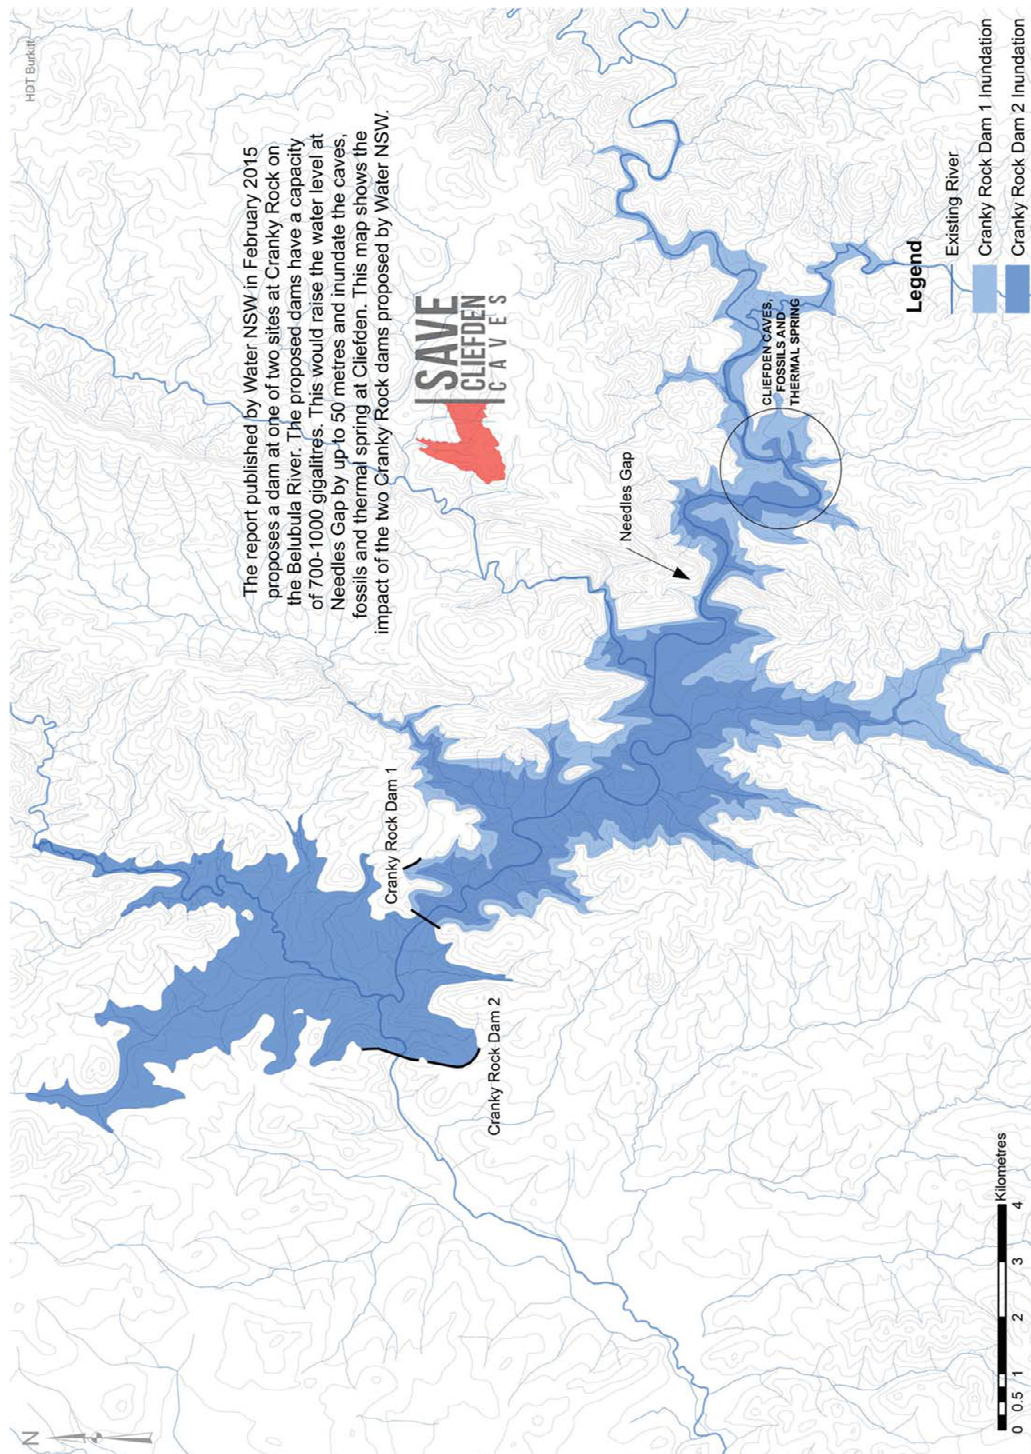 HDT Burkitt
N
The report published by Water NSW in February 2015
proposes a dam at one of two sites at Cranky Rock on
the Belubula River. The proposed dams have a capacity
of 700-1000 gigalitres. This would raise the water level at
Needles Gap by up to 50 metres and inundate the caves,
fossils and thermal spring at Cliefden. This map shows the
impact of the two Cranky Rock dams proposed by Water NSW.
SAVE
CLIEFDEN
CAVES
Cranky Rock Dam 1
Cranky Rock Dam 2
Needles Gap
CLIEFDEN CAVES,
FOSSILS AND
THERMAL SPRING
Legend
Existing River
Cranky Rock Dam 1 Inundation
Cranky Rock Dam 2 Inundation
Kilometres
0 0.5 1 2 3 4